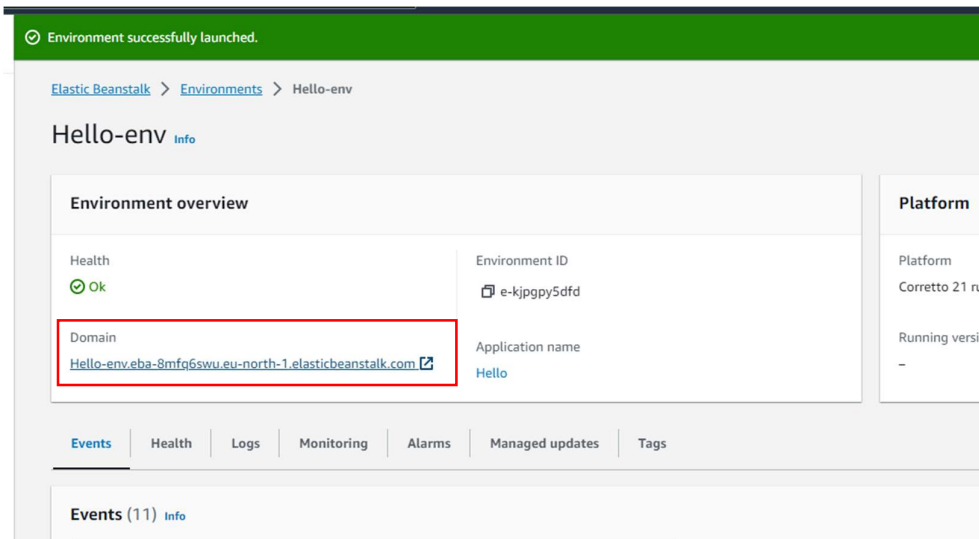 Environment successfully launched.
Elastic Beanstalk > Environments > Hello-env
Hello-env Info
Environment overview
Health
Ok
Domain
Hello-env.eba-8mfq6swu.eu-north-1.elasticbeanstalk.com
Environment ID
e-kjpgpy5dfd
Application name
Hello
Platform
Platform
Corretto 21 ru
Running versi
–
Events Health Logs Monitoring Alarms Managed updates Tags
Events (11) Info